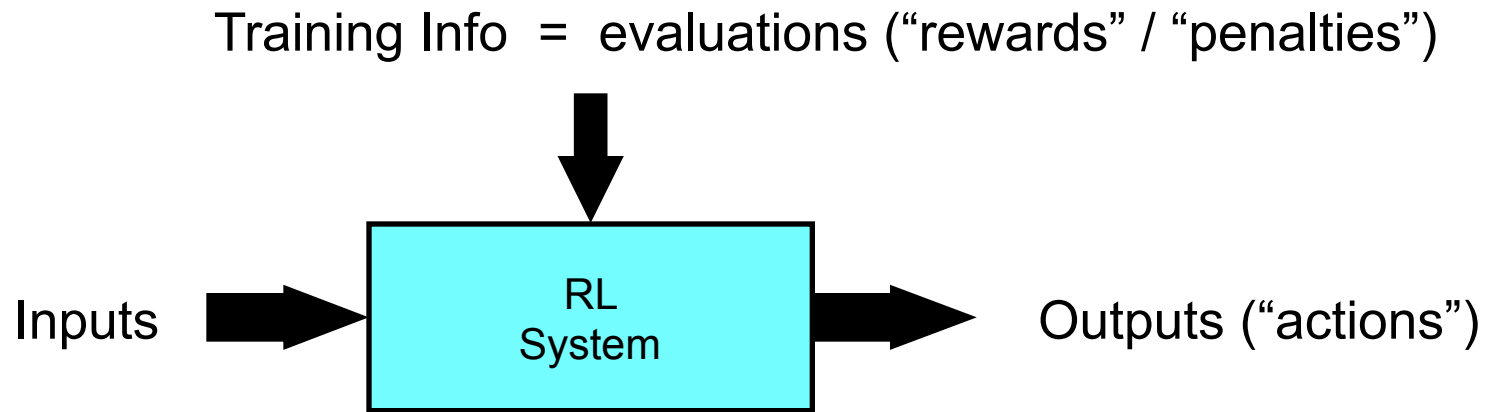 Training Info = evaluations (“rewards” / “penalties”)
Inputs
RL
System
Outputs (“actions”)